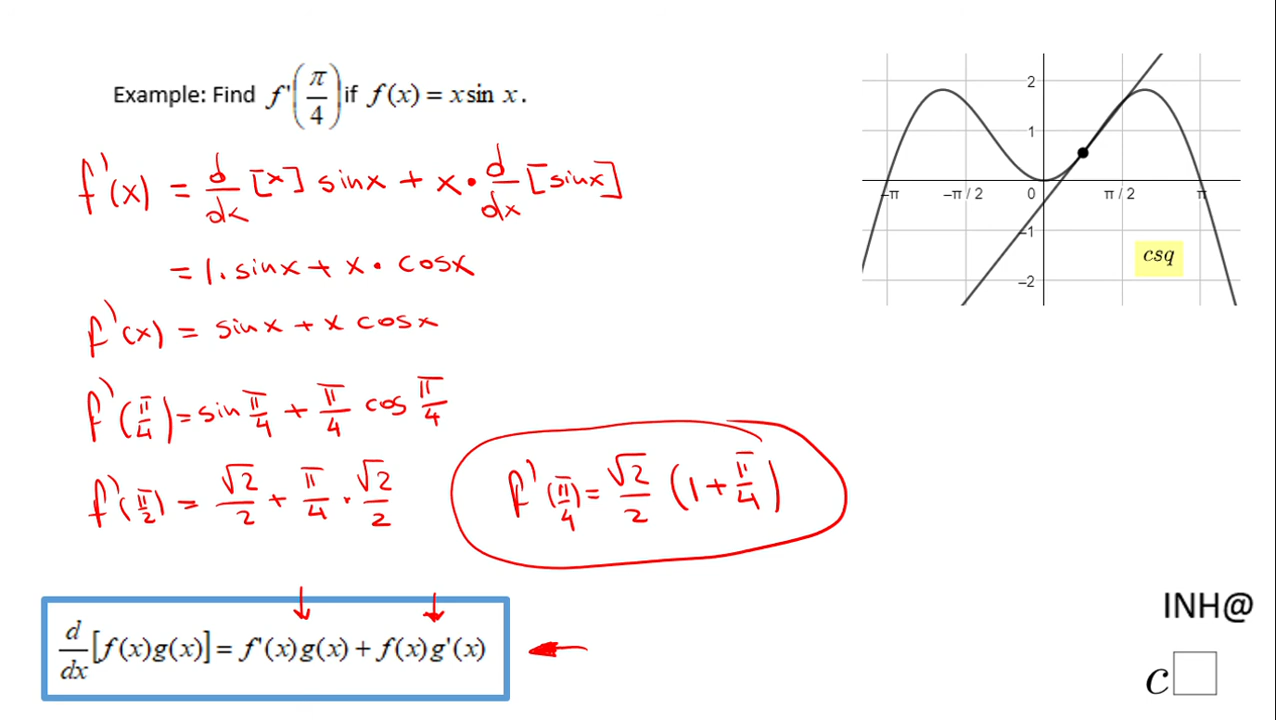 Example: Find f'(π/4) if f(x) = x sin x.
f'(x) = d/dx [x] sinx + x · d/dx [sinx]
= 1 · sinx + x · cosx
f'(x) = sinx + x cosx
f'(π/4) = sin π/4 + π/4 cos π/4
f'(π/2) = √2/2 + π/4 · √2/2
f'(π/4) = √2/2 (1 + π/4)
d/dx [f(x)g(x)] = f'(x)g(x) + f(x)g'(x)
2
1
−π −π / 2 0 π / 2 π
−1
csq
−2
INH@
c